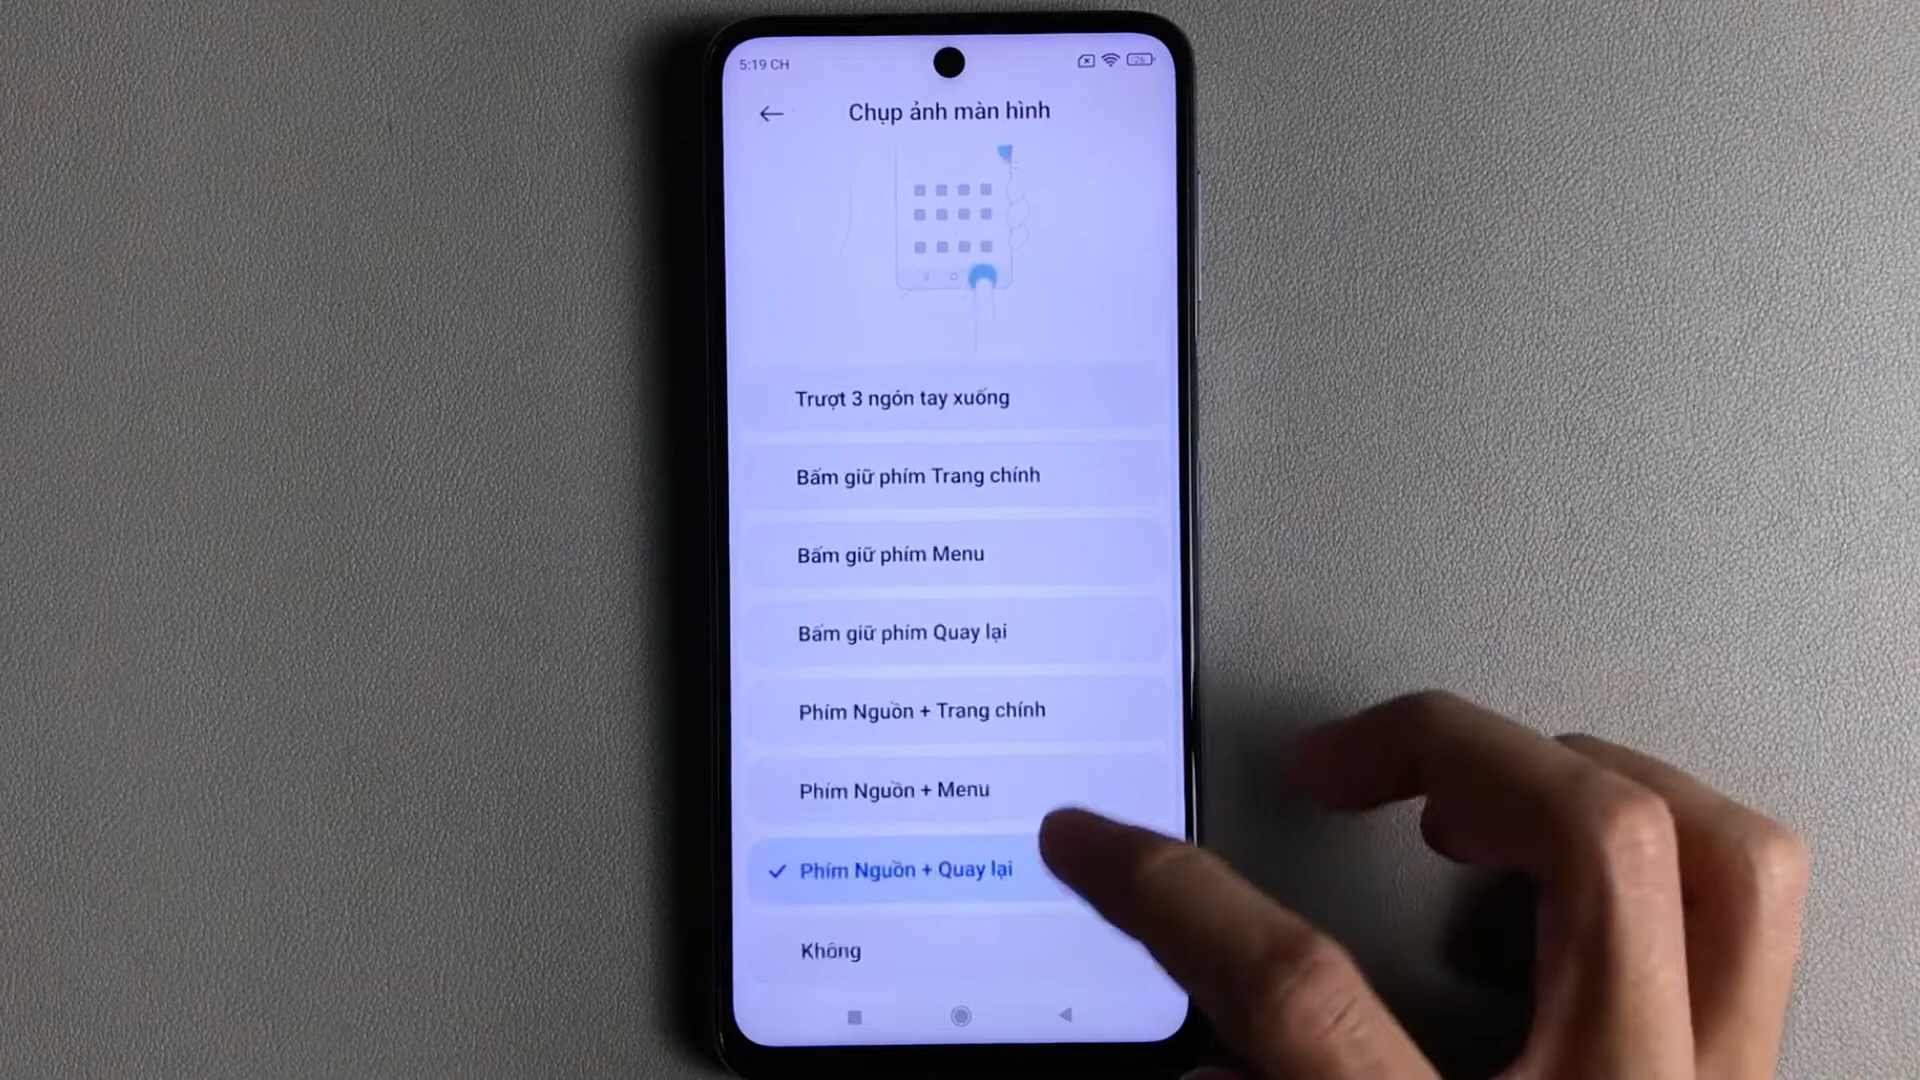 5:19 CH
26
Chụp ảnh màn hình
Trượt 3 ngón tay xuống
Bấm giữ phím Trang chính
Bấm giữ phím Menu
Bấm giữ phím Quay lại
Phím Nguồn + Trang chính
Phím Nguồn + Menu
Phím Nguồn + Quay lại
Không